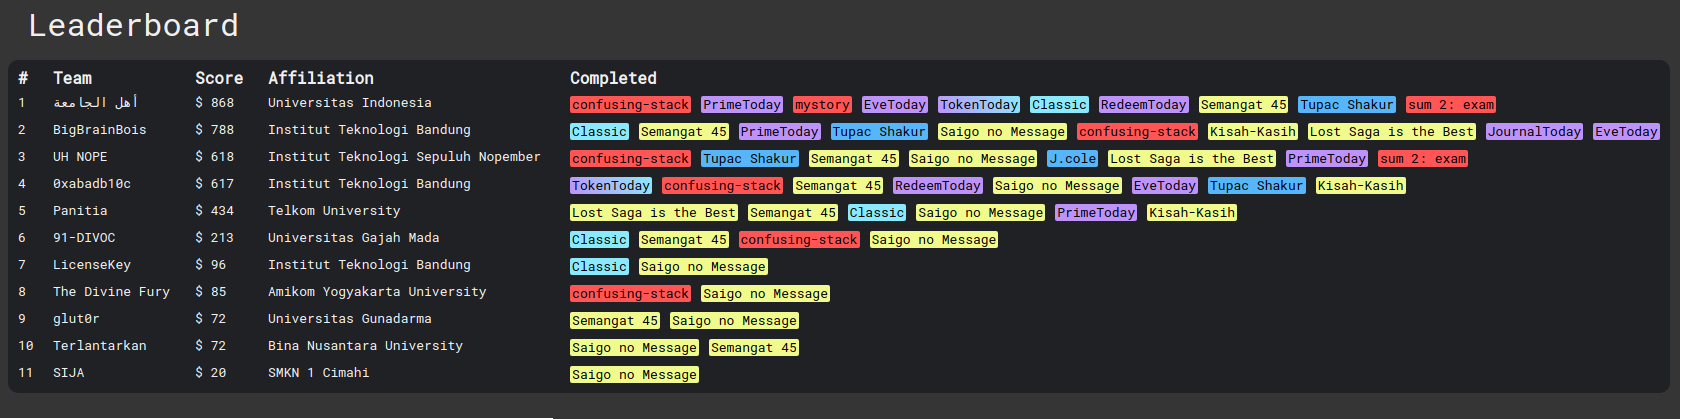 Leaderboard
# Team Score Affiliation Completed
1 أهل الجامعة $ 868 Universitas Indonesia confusing-stack PrimeToday mystory EveToday TokenToday Classic RedeemToday Semangat 45 Tupac Shakur sum 2: exam
2 BigBrainBois $ 788 Institut Teknologi Bandung Classic Semangat 45 PrimeToday Tupac Shakur Saigo no Message confusing-stack Kisah-Kasih Lost Saga is the Best JournalToday EveToday
3 UH NOPE $ 618 Institut Teknologi Sepuluh Nopember confusing-stack Tupac Shakur Semangat 45 Saigo no Message J.cole Lost Saga is the Best PrimeToday sum 2: exam
4 0xabadb10c $ 617 Institut Teknologi Bandung TokenToday confusing-stack Semangat 45 RedeemToday Saigo no Message EveToday Tupac Shakur Kisah-Kasih
5 Panitia $ 434 Telkom University Lost Saga is the Best Semangat 45 Classic Saigo no Message PrimeToday Kisah-Kasih
6 91-DIVOC $ 213 Universitas Gajah Mada Classic Semangat 45 confusing-stack Saigo no Message
7 LicenseKey $ 96 Institut Teknologi Bandung Classic Saigo no Message
8 The Divine Fury $ 85 Amikom Yogyakarta University confusing-stack Saigo no Message
9 glut0r $ 72 Universitas Gunadarma Semangat 45 Saigo no Message
10 Terlantarkan $ 72 Bina Nusantara University Saigo no Message Semangat 45
11 SIJA $ 20 SMKN 1 Cimahi Saigo no Message